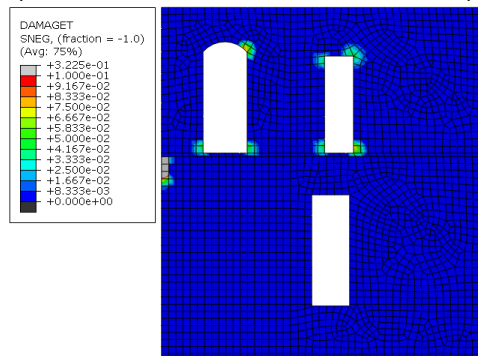 DAMAGET
SNEG, (fraction = -1.0)
(Avg: 75%)
+3.225e-01
+1.000e-01
+9.167e-02
+8.333e-02
+7.500e-02
+6.667e-02
+5.833e-02
+5.000e-02
+4.167e-02
+3.333e-02
+2.500e-02
+1.667e-02
+8.333e-03
+0.000e+00